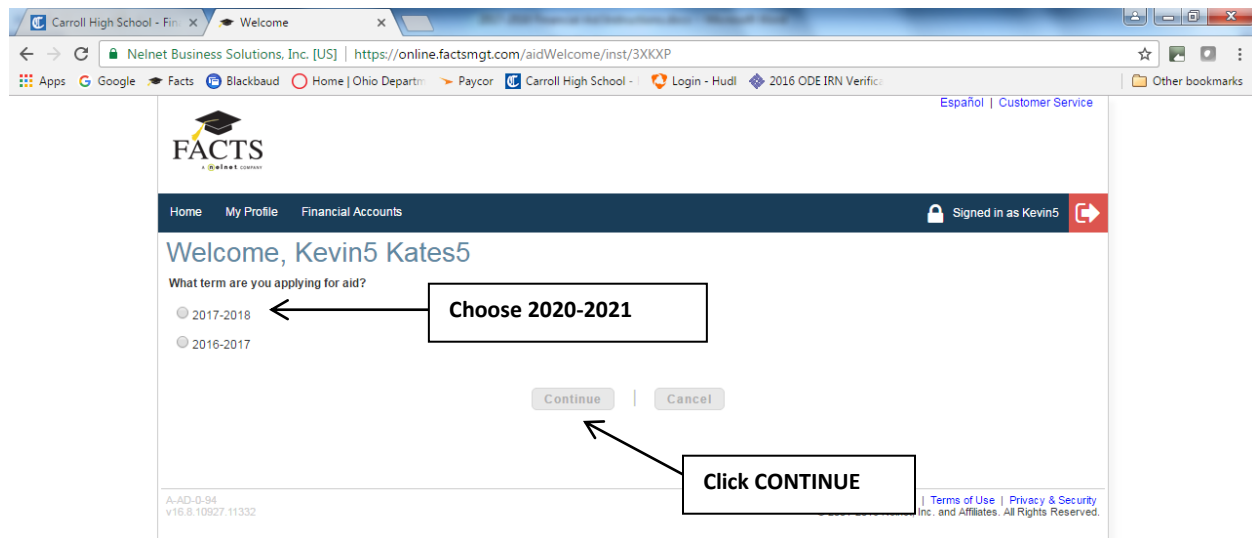 Carroll High School - Fin
Welcome
Nelnet Business Solutions, Inc. [US] | https://online.factsmgt.com/aidWelcome/inst/3XKXP
Apps Google Facts Blackbaud Home | Ohio Departm Paycor Carroll High School - Login - Hudl 2016 ODE IRN Verifica Other bookmarks
Español | Customer Service
FACTS
A nelnet COMPANY
Home My Profile Financial Accounts Signed in as Kevin5
Welcome, Kevin5 Kates5
What term are you applying for aid?
Choose 2020-2021
2017-2018
2016-2017
Continue | Cancel
Click CONTINUE
A-AD-0-94 | Terms of Use | Privacy & Security
v16.8.10927.11332 Inc. and Affiliates. All Rights Reserved.